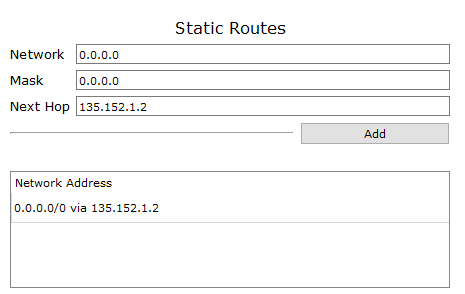 Static Routes
Network 0.0.0.0
Mask 0.0.0.0
Next Hop 135.152.1.2
Add
Network Address
0.0.0.0/0 via 135.152.1.2